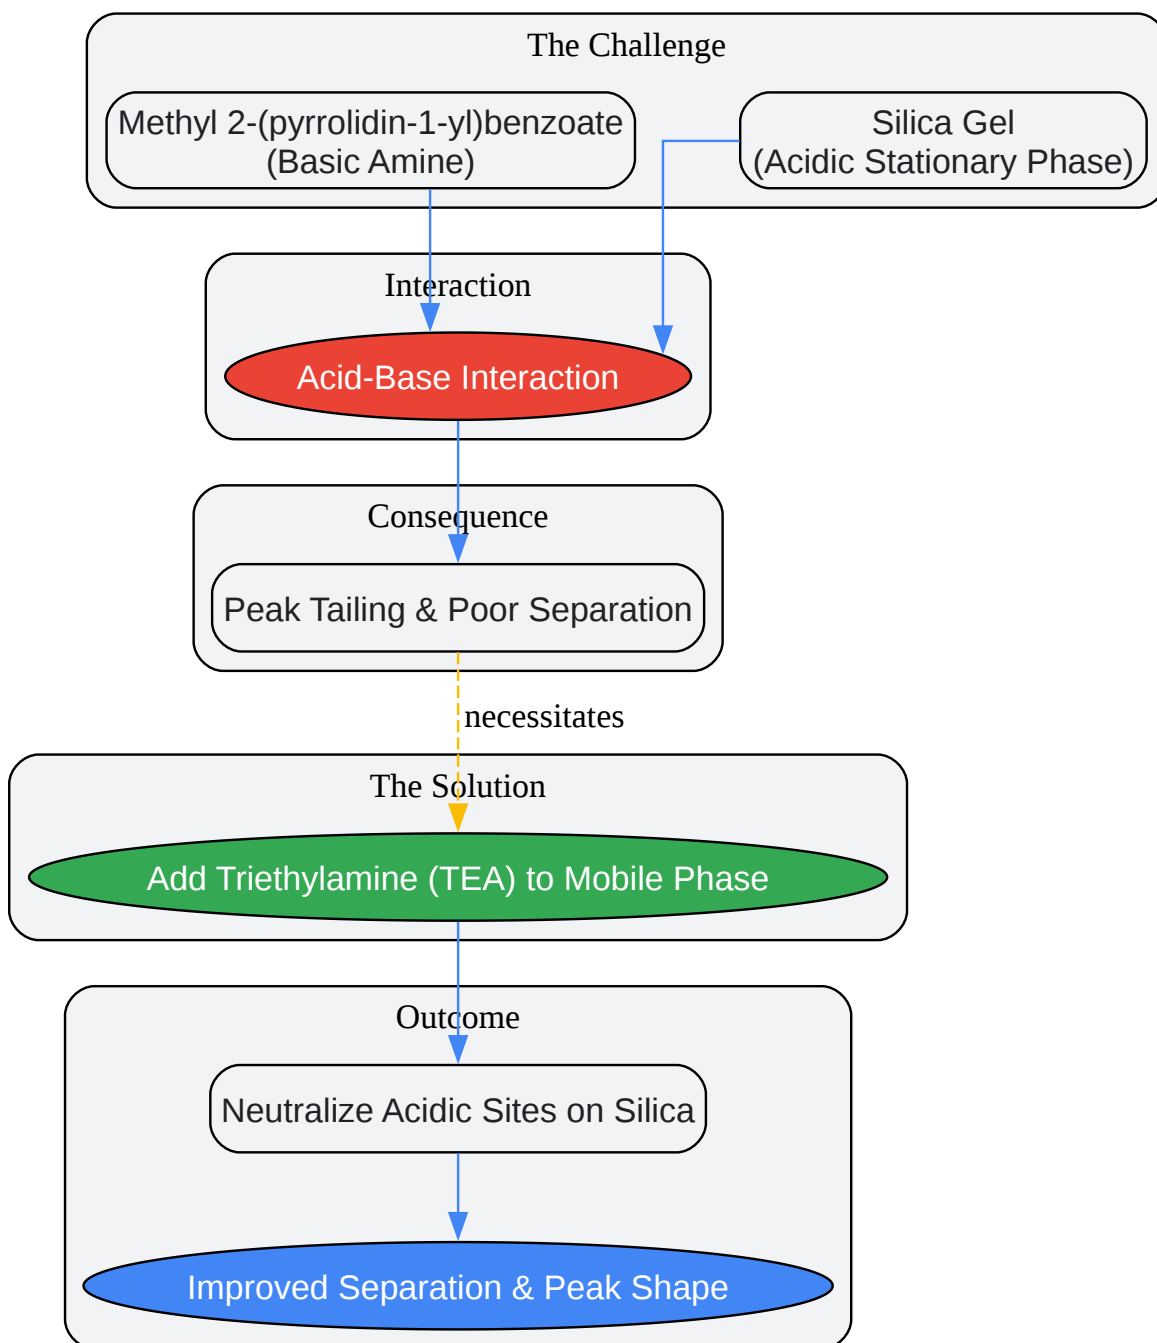 The Challenge
Methyl 2-(pyrrolidin-1-yl)benzoate
(Basic Amine)
Silica Gel
(Acidic Stationary Phase)
Interaction
Acid-Base Interaction
Consequence
Peak Tailing & Poor Separation
necessitates
The Solution
Add Triethylamine (TEA) to Mobile Phase
Outcome
Neutralize Acidic Sites on Silica
Improved Separation & Peak Shape